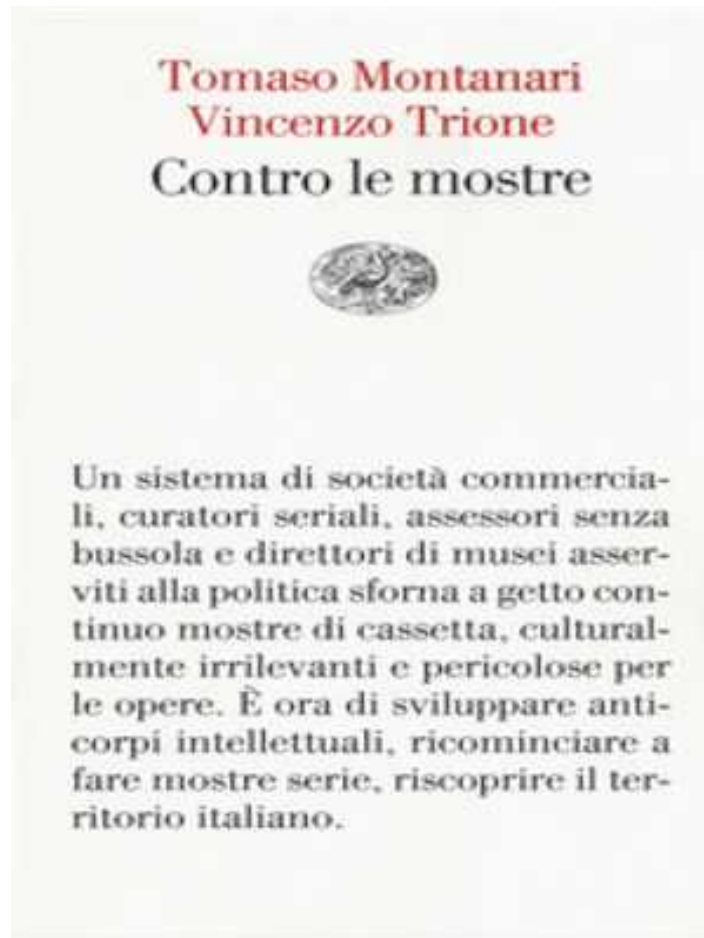 Tomaso Montanari
Vincenzo Trione
Contro le mostre
Un sistema di società commercia-
li, curatori seriali, assessori senza
bussola e direttori di musei asser-
viti alla politica sforna a getto con-
tinuo mostre di cassetta, cultural-
mente irrilevanti e pericolose per
le opere. È ora di sviluppare anti-
corpi intellettuali, ricominciare a
fare mostre serie, riscoprire il ter-
ritorio italiano.